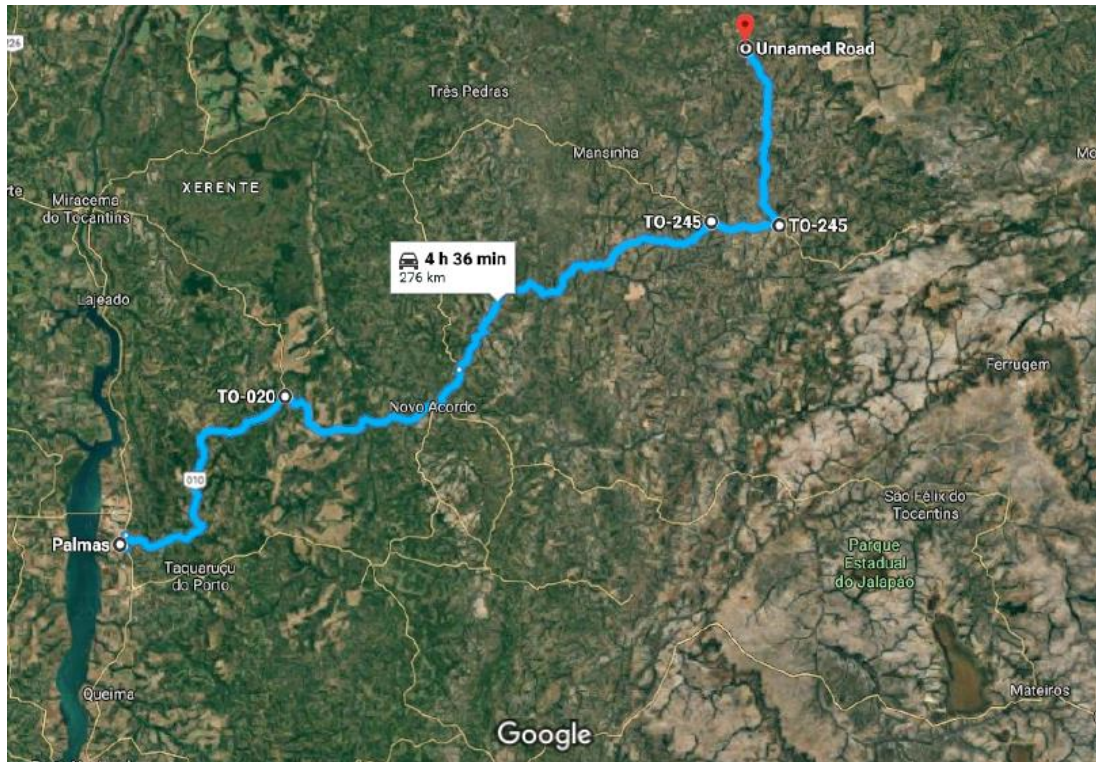 226
Unnamed Road
Três Pedras
Mansinha
XERENTE
Miracema
do Tocantins
TO-245
TO-245
4 h 36 min
276 km
Lajeado
Ferrugem
TO-020
Novo Acordo
010
São Félix do
Tocantins
Palmas
Parque
Estadual
do Jalapão
Taquaruçu
do Porto
Queima
Mateiros
Google